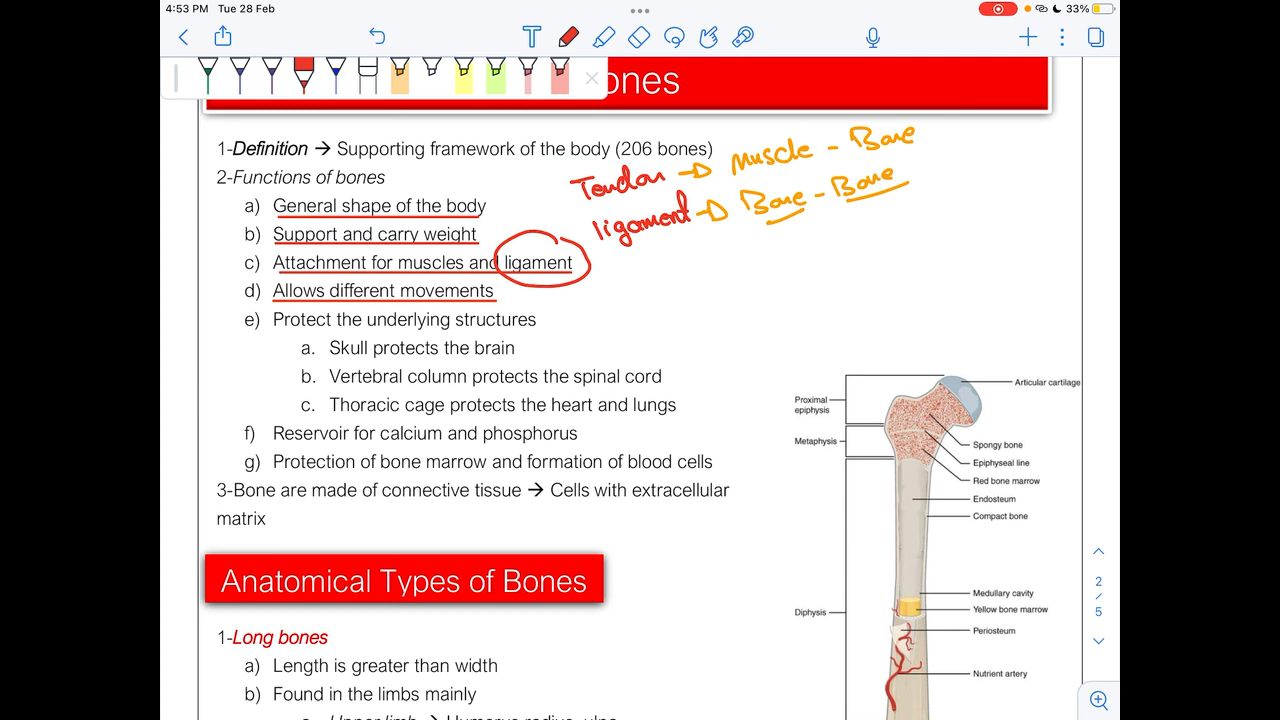 4:53 PM Tue 28 Feb
33%
ones
1-Definition → Supporting framework of the body (206 bones)
2-Functions of bones
a) General shape of the body
b) Support and carry weight
c) Attachment for muscles and ligament
d) Allows different movements
e) Protect the underlying structures
a. Skull protects the brain
b. Vertebral column protects the spinal cord
c. Thoracic cage protects the heart and lungs
f) Reservoir for calcium and phosphorus
g) Protection of bone marrow and formation of blood cells
3-Bone are made of connective tissue → Cells with extracellular
matrix
Tendon → Muscle - Bone
ligament → Bone - Bone
Anatomical Types of Bones
1-Long bones
a) Length is greater than width
b) Found in the limbs mainly
a. Upper limb → Humerus radius, ulna
Proximal
epiphysis
Metaphysis
Diphysis
Articular cartilage
Spongy bone
Epiphyseal line
Red bone marrow
Endosteum
Compact bone
Medullary cavity
Yellow bone marrow
Periosteum
Nutrient artery
2
/
5